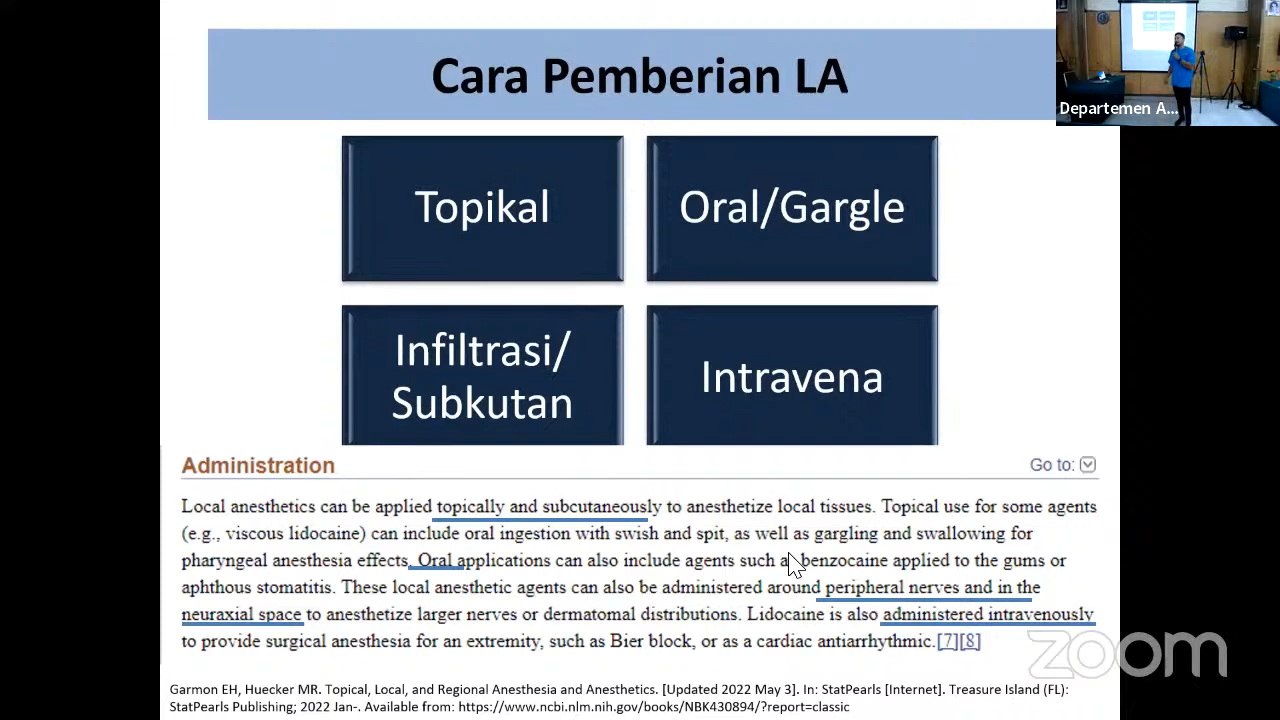 Cara Pemberian LA
Departemen A...
Topikal
Oral/Gargle
Infiltrasi/
Subkutan
Intravena
Administration
Go to:
Local anesthetics can be applied topically and subcutaneously to anesthetize local tissues. Topical use for some agents
(e.g., viscous lidocaine) can include oral ingestion with swish and spit, as well as gargling and swallowing for
pharyngeal anesthesia effects. Oral applications can also include agents such a benzocaine applied to the gums or
aphthous stomatitis. These local anesthetic agents can also be administered around peripheral nerves and in the
neuraxial space to anesthetize larger nerves or dermatomal distributions. Lidocaine is also administered intravenously
to provide surgical anesthesia for an extremity, such as Bier block, or as a cardiac antiarrhythmic.[7][8]
zoom
Garmon EH, Huecker MR. Topical, Local, and Regional Anesthesia and Anesthetics. [Updated 2022 May 3]. In: StatPearls [Internet]. Treasure Island (FL):
StatPearls Publishing; 2022 Jan-. Available from: https://www.ncbi.nlm.nih.gov/books/NBK430894/?report=classic